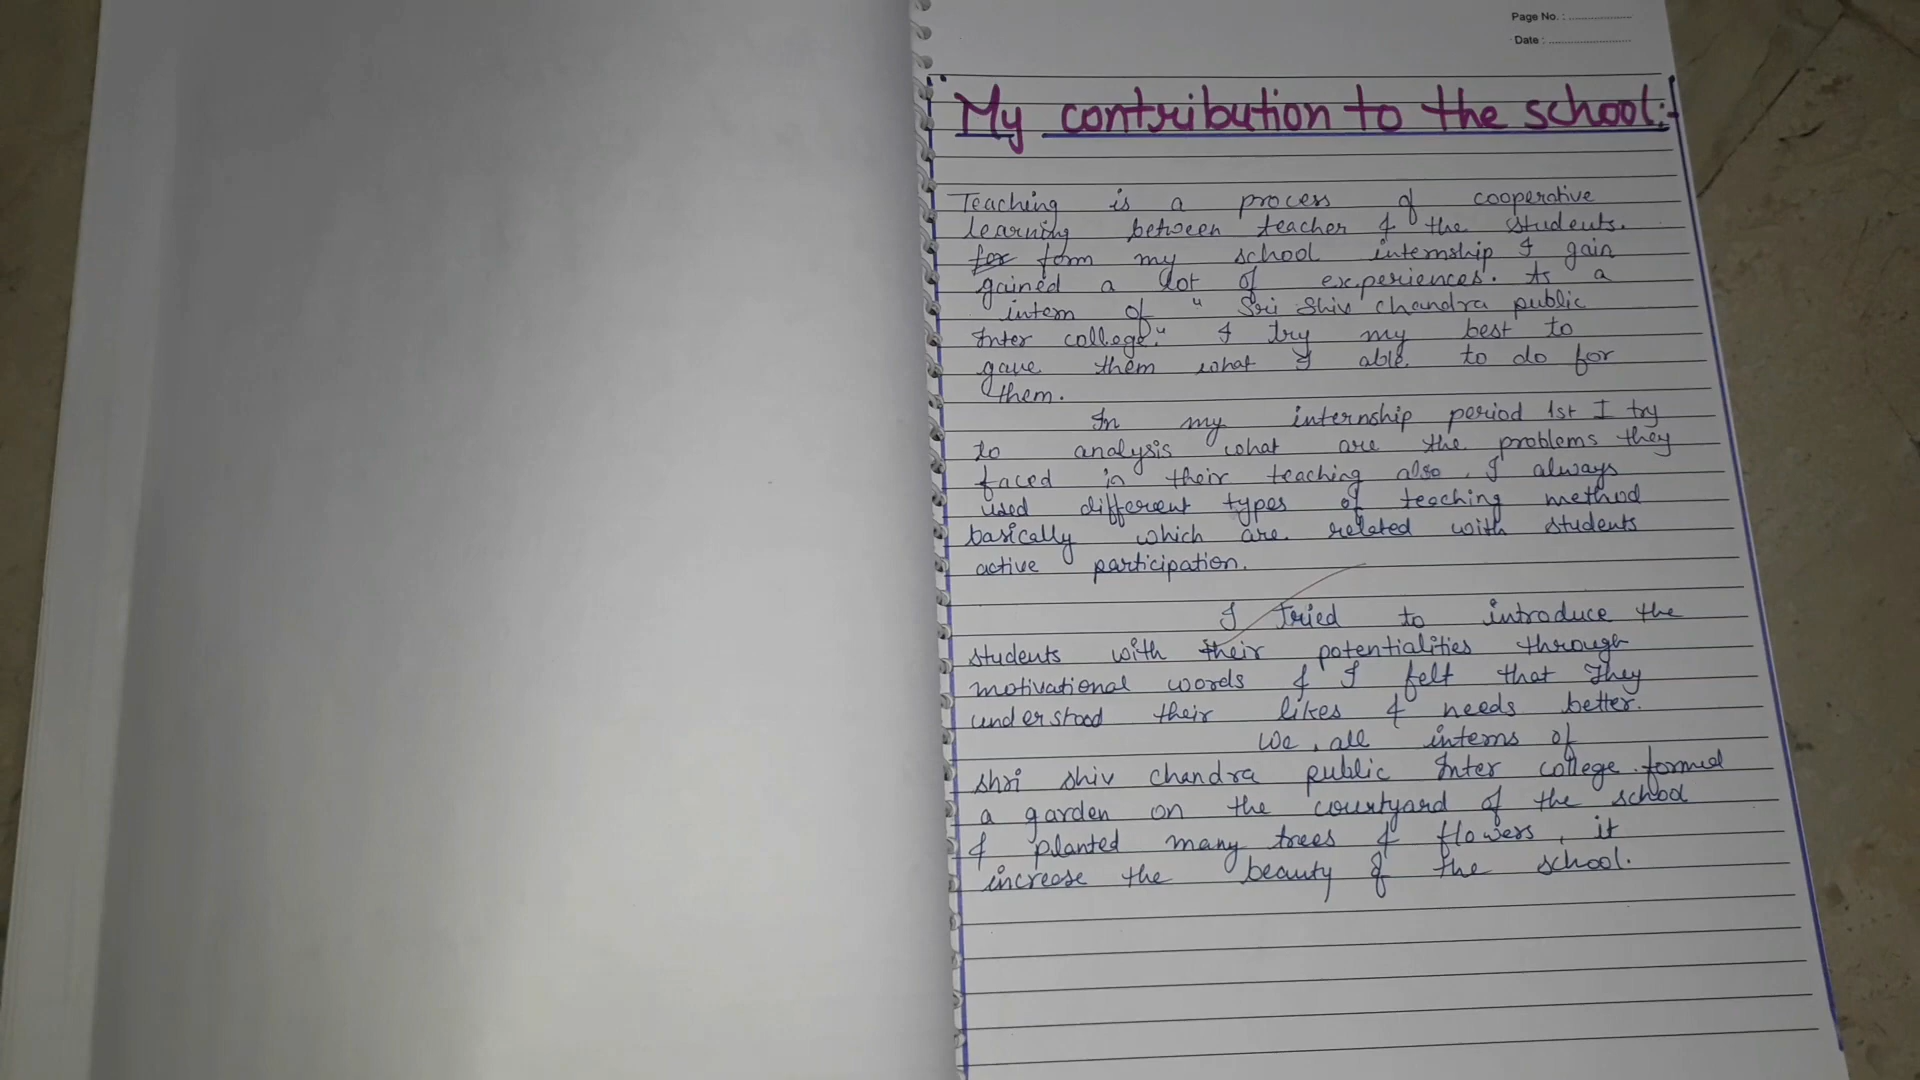 Page No. : ....................
Date : ..........................
My contribution to the school:-
Teaching is a process of cooperative
learning between teacher & the students.
for form my school internship I gain
gained a lot of experiences. As a
intern of " Sri Shiv Chandra public
Inter college." I try my best to
gave them what I able to do for
them.
In my internship period 1st I try
to analysis what are the problems they
faced in their teaching also. I always
used different types of teaching method
basically which are related with students
active participation.
I Tried to introduce the
students with their potentialities through
motivational words & I felt that They
understood their likes & needs better.
We, all interns of
shri shiv chandra public Inter college formed
a garden on the courtyard of the school
& planted many trees & flowers, it
increase the beauty of the school.